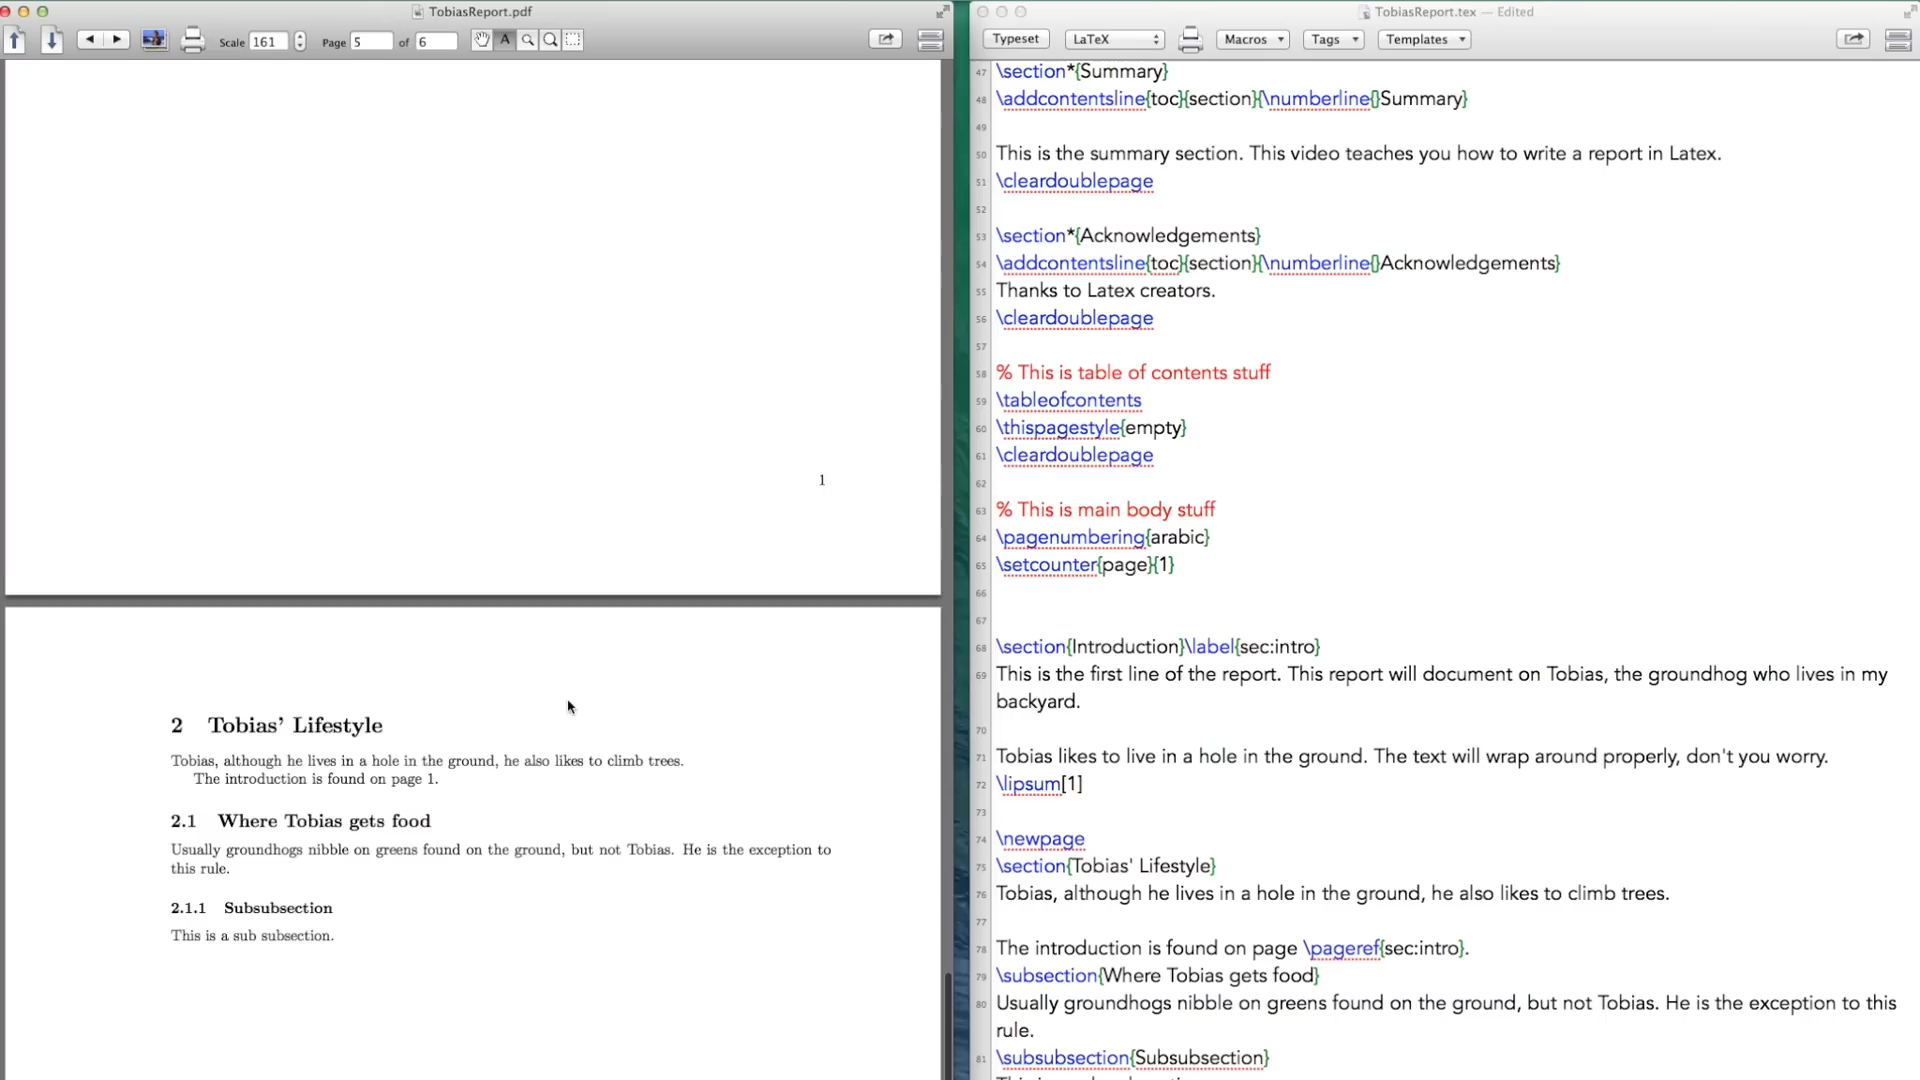 TobiasReport.pdf
Scale 161 Page 5 of 6 A
1
2 Tobias' Lifestyle
Tobias, although he lives in a hole in the ground, he also likes to climb trees.
The introduction is found on page 1.
2.1 Where Tobias gets food
Usually groundhogs nibble on greens found on the ground, but not Tobias. He is the exception to
this rule.
2.1.1 Subsubsection
This is a sub subsection.
TobiasReport.tex — Edited
Typeset LaTeX Macros Tags Templates
47 \section*{Summary}
48 \addcontentsline{toc}{section}{\numberline{}Summary}
49
50 This is the summary section. This video teaches you how to write a report in Latex.
51 \cleardoublepage
52
53 \section*{Acknowledgements}
54 \addcontentsline{toc}{section}{\numberline{}Acknowledgements}
55 Thanks to Latex creators.
56 \cleardoublepage
57
58 % This is table of contents stuff
59 \tableofcontents
60 \thispagestyle{empty}
61 \cleardoublepage
62
63 % This is main body stuff
64 \pagenumbering{arabic}
65 \setcounter{page}{1}
66
67
68 \section{Introduction}\label{sec:intro}
69 This is the first line of the report. This report will document on Tobias, the groundhog who lives in my
backyard.
70
71 Tobias likes to live in a hole in the ground. The text will wrap around properly, don't you worry.
72 \lipsum[1]
73
74 \newpage
75 \section{Tobias' Lifestyle}
76 Tobias, although he lives in a hole in the ground, he also likes to climb trees.
77
78 The introduction is found on page \pageref{sec:intro}.
79 \subsection{Where Tobias gets food}
80 Usually groundhogs nibble on greens found on the ground, but not Tobias. He is the exception to this
rule.
81 \subsubsection{Subsubsection}